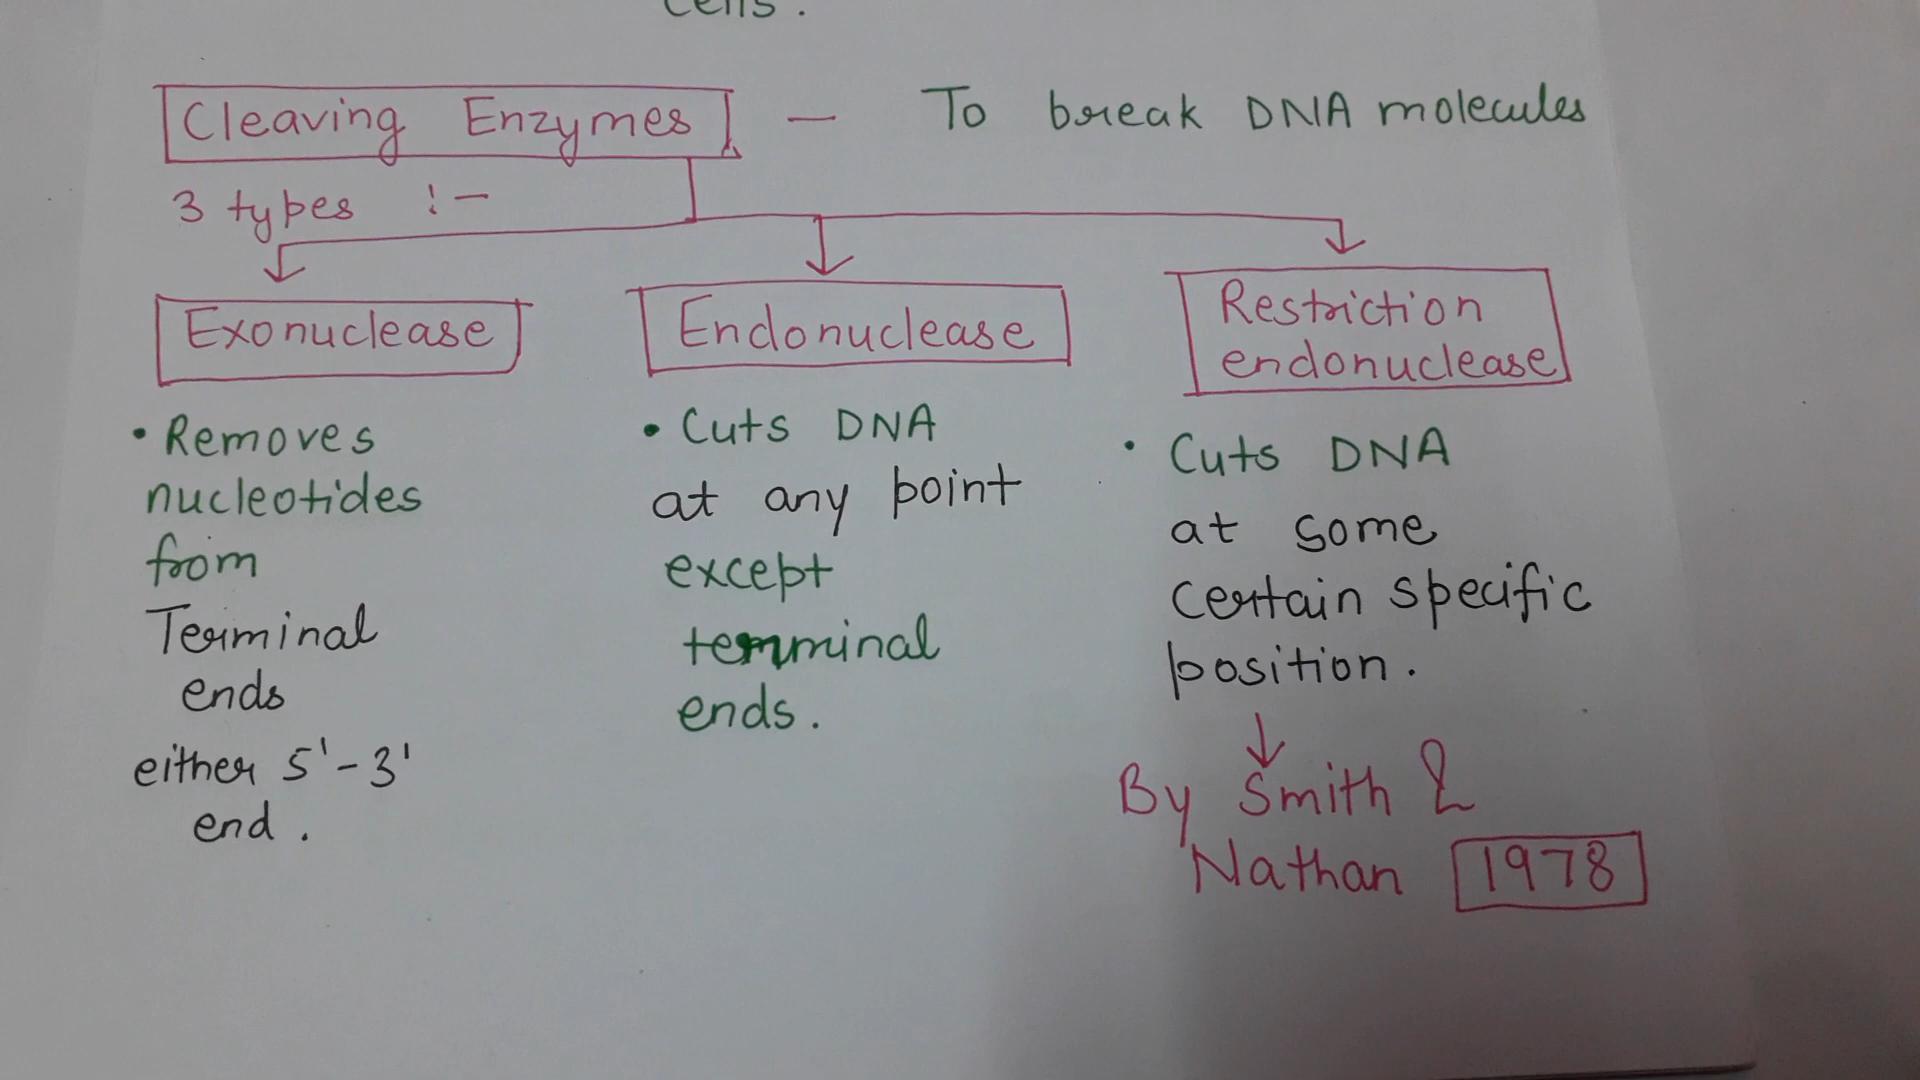 cells.
Cleaving Enzymes — To break DNA molecules
3 types :-
Exonuclease
• Removes
nucleotides
from
Terminal
ends
either 5'-3'
end.
Endonuclease
• Cuts DNA
at any point
except
terminal
ends.
Restriction
endonuclease
• Cuts DNA
at some
certain specific
position.
↓
By Smith &
Nathan 1978